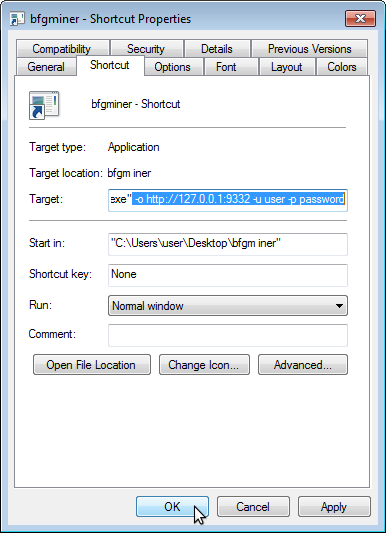 bfgminer - Shortcut Properties
Compatibility Security Details Previous Versions
General Shortcut Options Font Layout Colors
bfgminer - Shortcut
Target type: Application
Target location: bfgm iner
Target: exe" -o http://127.0.0.1:9332 -u user -p password
Start in: "C:\Users\user\Desktop\bfgm iner"
Shortcut key: None
Run: Normal window
Comment:
Open File Location Change Icon... Advanced...
OK Cancel Apply